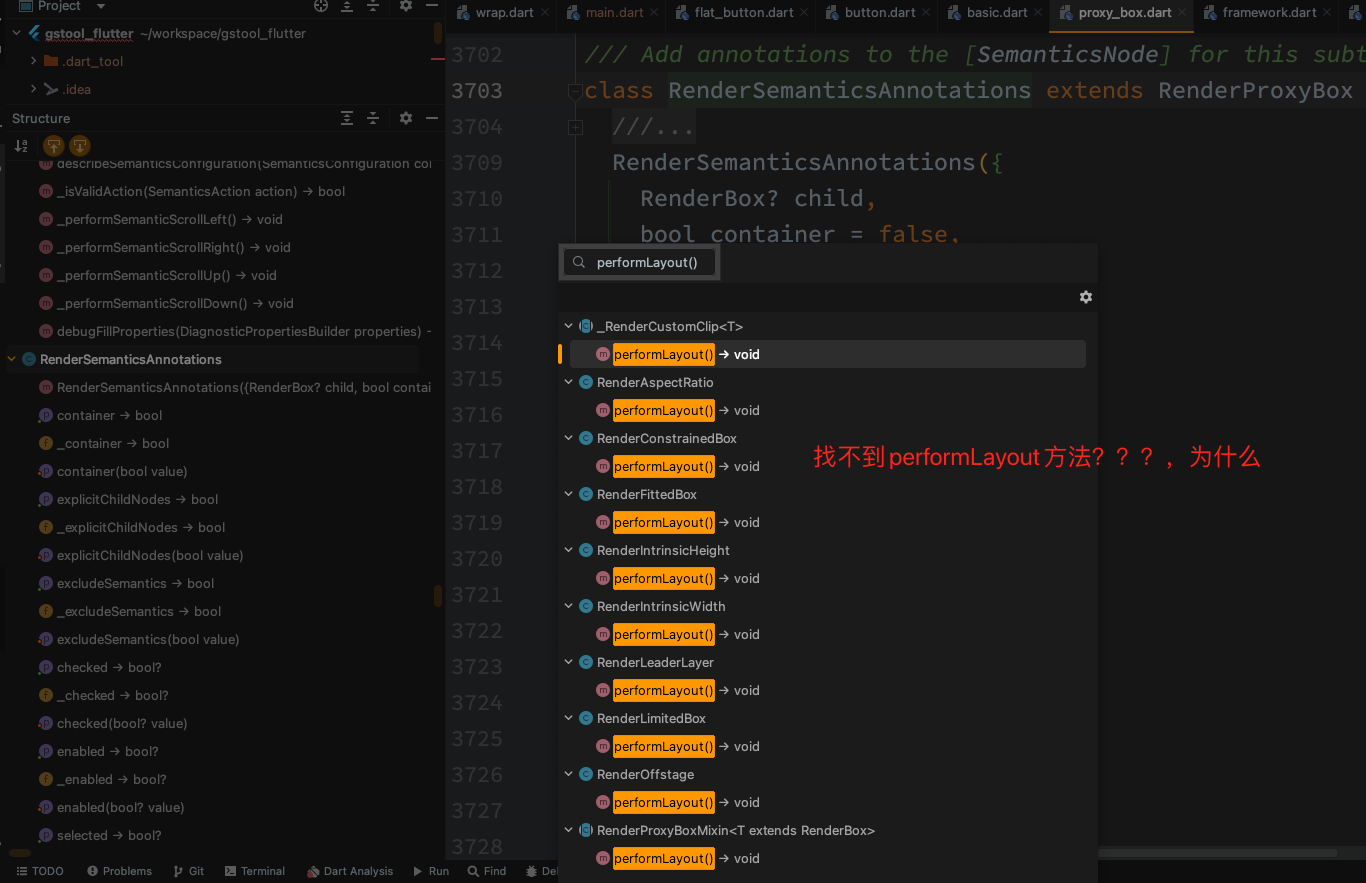 Project
wrap.dart
main.dart
flat_button.dart
button.dart
basic.dart
proxy_box.dart
framework.dart
gstool_flutter ~/workspace/gstool_flutter
.dart_tool
.idea
Structure
describeSemanticsConfiguration(SemanticsConfiguration co
_isValidAction(SemanticsAction action) → bool
_performSemanticScrollLeft() → void
_performSemanticScrollRight() → void
_performSemanticScrollUp() → void
_performSemanticScrollDown() → void
debugFillProperties(DiagnosticPropertiesBuilder properties) -
RenderSemanticsAnnotations
RenderSemanticsAnnotations({RenderBox? child, bool contai
container → bool
_container → bool
container(bool value)
explicitChildNodes → bool
_explicitChildNodes → bool
explicitChildNodes(bool value)
excludeSemantics → bool
_excludeSemantics → bool
excludeSemantics(bool value)
checked → bool?
_checked → bool?
checked(bool? value)
enabled → bool?
_enabled → bool?
enabled(bool? value)
selected → bool?
3702 /// Add annotations to the [SemanticsNode] for this subt
3703 class RenderSemanticsAnnotations extends RenderProxyBox
3704 ///...
3709 RenderSemanticsAnnotations({
3710 RenderBox? child,
3711 bool container = false,
3712
3713
3714
3715
3716
3717
3718
3719
3720
3721
3722
3723
3724
3725
3726
3727
3728
performLayout()
_RenderCustomClip<T>
performLayout() → void
RenderAspectRatio
performLayout() → void
RenderConstrainedBox
performLayout() → void
RenderFittedBox
performLayout() → void
RenderIntrinsicHeight
performLayout() → void
RenderIntrinsicWidth
performLayout() → void
RenderLeaderLayer
performLayout() → void
RenderLimitedBox
performLayout() → void
RenderOffstage
performLayout() → void
RenderProxyBoxMixin<T extends RenderBox>
performLayout() → void
找不到performLayout方法？？？，为什么
TODO
Problems
Git
Terminal
Dart Analysis
Run
Find
De